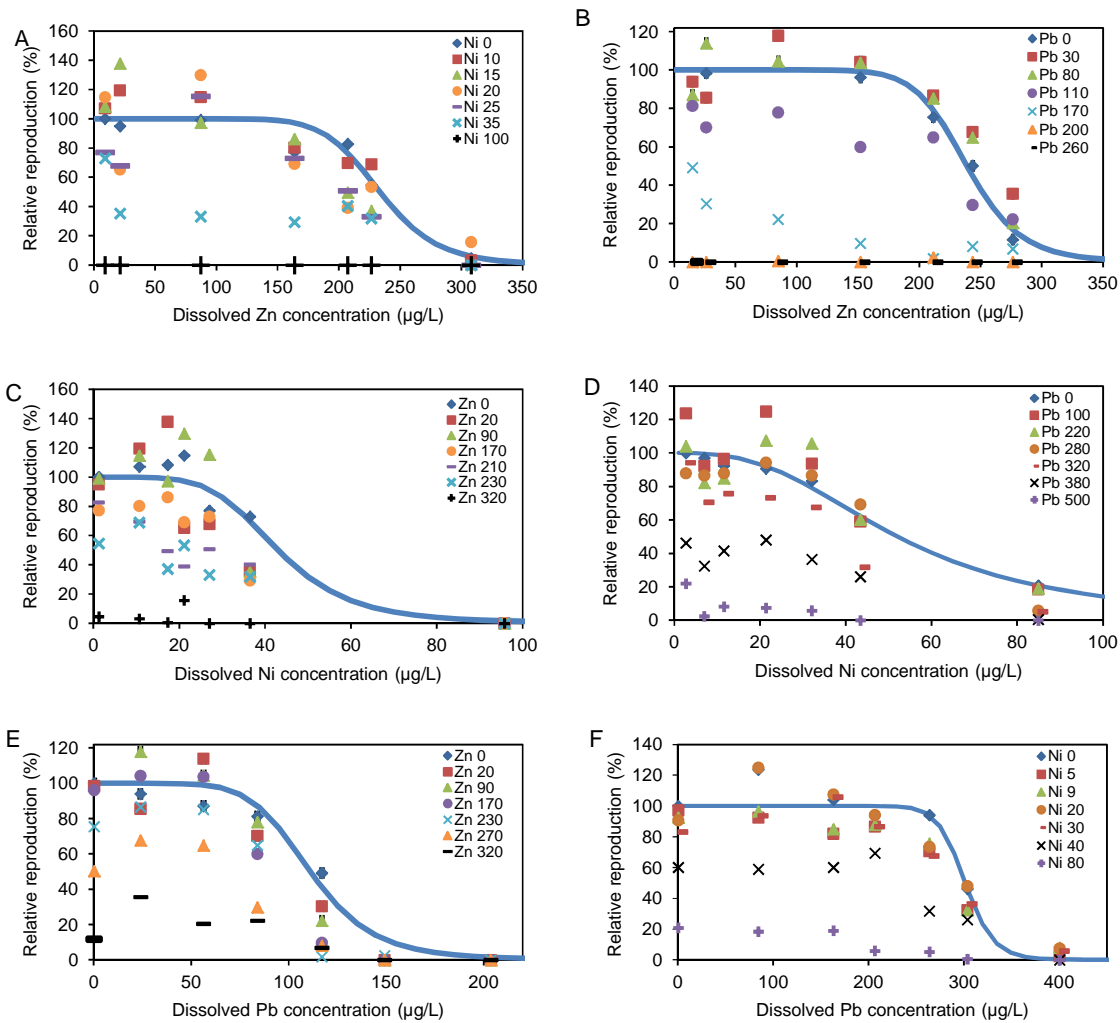 A
Relative reproduction (%)
160
140
120
100
80
60
40
20
0
0 50 100 150 200 250 300 350
Dissolved Zn concentration (µg/L)
Ni 0
Ni 10
Ni 15
Ni 20
Ni 25
Ni 35
Ni 100
B
Relative reproduction (%)
120
100
80
60
40
20
0
0 50 100 150 200 250 300 350
Dissolved Zn concentration (µg/L)
Pb 0
Pb 30
Pb 80
Pb 110
Pb 170
Pb 200
Pb 260
C
Relative reproduction (%)
160
140
120
100
80
60
40
20
0
0 20 40 60 80 100
Dissolved Ni concentration (µg/L)
Zn 0
Zn 20
Zn 90
Zn 170
Zn 210
Zn 230
Zn 320
D
Relative reproduction (%)
140
120
100
80
60
40
20
0
0 20 40 60 80 100
Dissolved Ni concentration (µg/L)
Pb 0
Pb 100
Pb 220
Pb 280
Pb 320
Pb 380
Pb 500
E
Relative reproduction (%)
120
100
80
60
40
20
0
0 50 100 150 200
Dissolved Pb concentration (µg/L)
Zn 0
Zn 20
Zn 90
Zn 170
Zn 230
Zn 270
Zn 320
F
Relative reproduction (%)
140
120
100
80
60
40
20
0
0 100 200 300 400
Dissolved Pb concentration (µg/L)
Ni 0
Ni 5
Ni 9
Ni 20
Ni 30
Ni 40
Ni 80